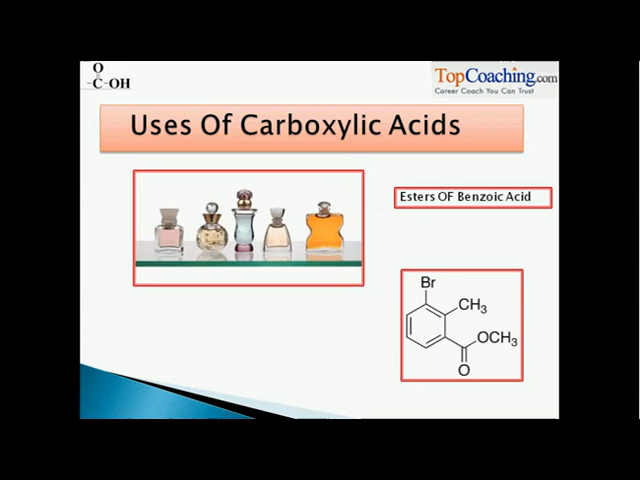 O
C-OH
TopCoaching.com
Career Coach You Can Trust
Uses Of Carboxylic Acids
Esters OF Benzoic Acid
Br
CH3
OCH3
O